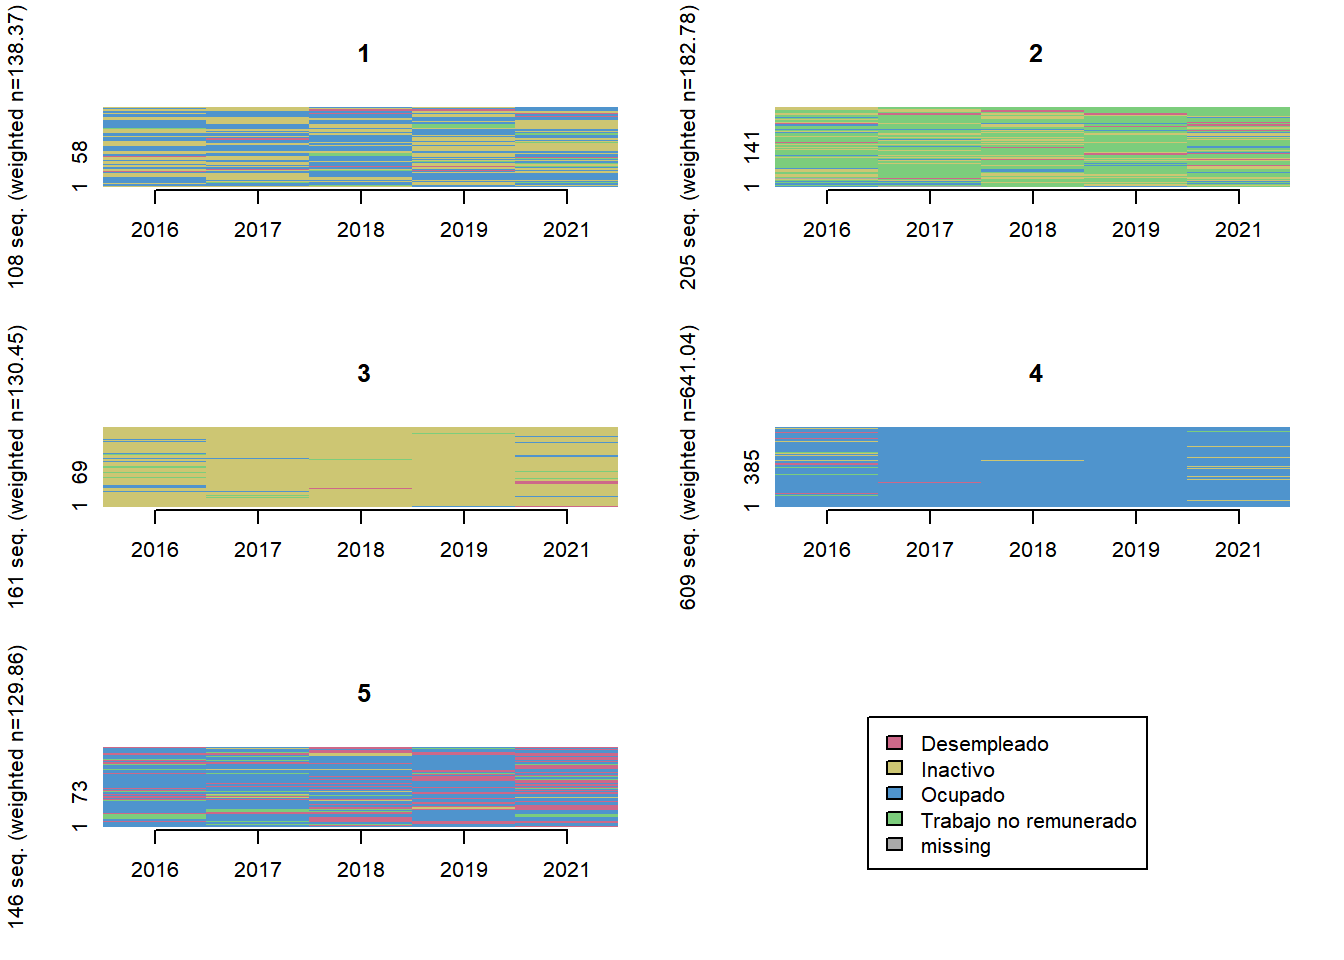 1
108 seq. (weighted n=138.37)
1 58
2016 2017 2018 2019 2021
2
205 seq. (weighted n=182.78)
1 141
2016 2017 2018 2019 2021
3
161 seq. (weighted n=130.45)
1 69
2016 2017 2018 2019 2021
4
609 seq. (weighted n=641.04)
1 385
2016 2017 2018 2019 2021
5
146 seq. (weighted n=129.86)
1 73
2016 2017 2018 2019 2021
Desempleado
Inactivo
Ocupado
Trabajo no remunerado
missing